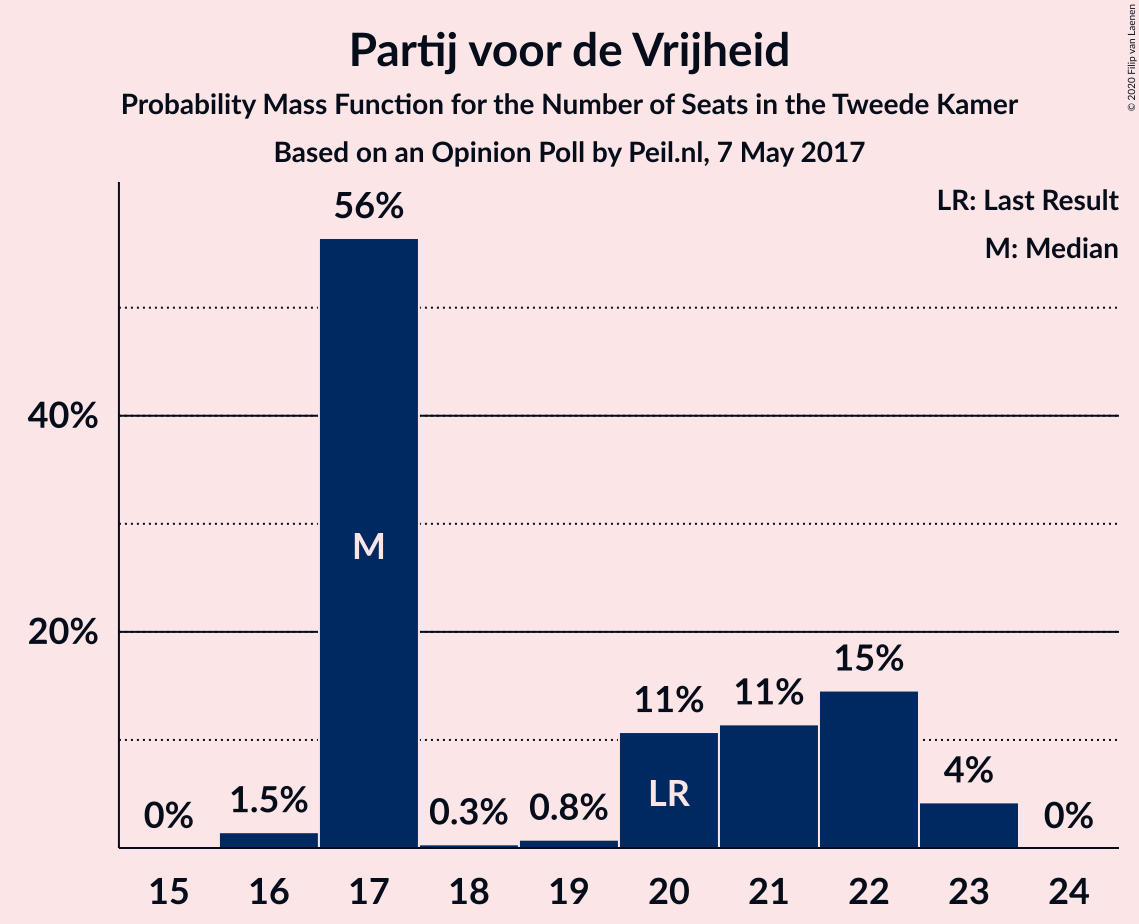 Partij voor de Vrijheid
Probability Mass Function for the Number of Seats in the Tweede Kamer
Based on an Opinion Poll by Peil.nl, 7 May 2017
© 2020 Filip van Laenen
LR: Last Result
M: Median
40%
20%
0%
1.5%
56%
M
0.3%
0.8%
11%
LR
11%
15%
4%
0%
15 16 17 18 19 20 21 22 23 24